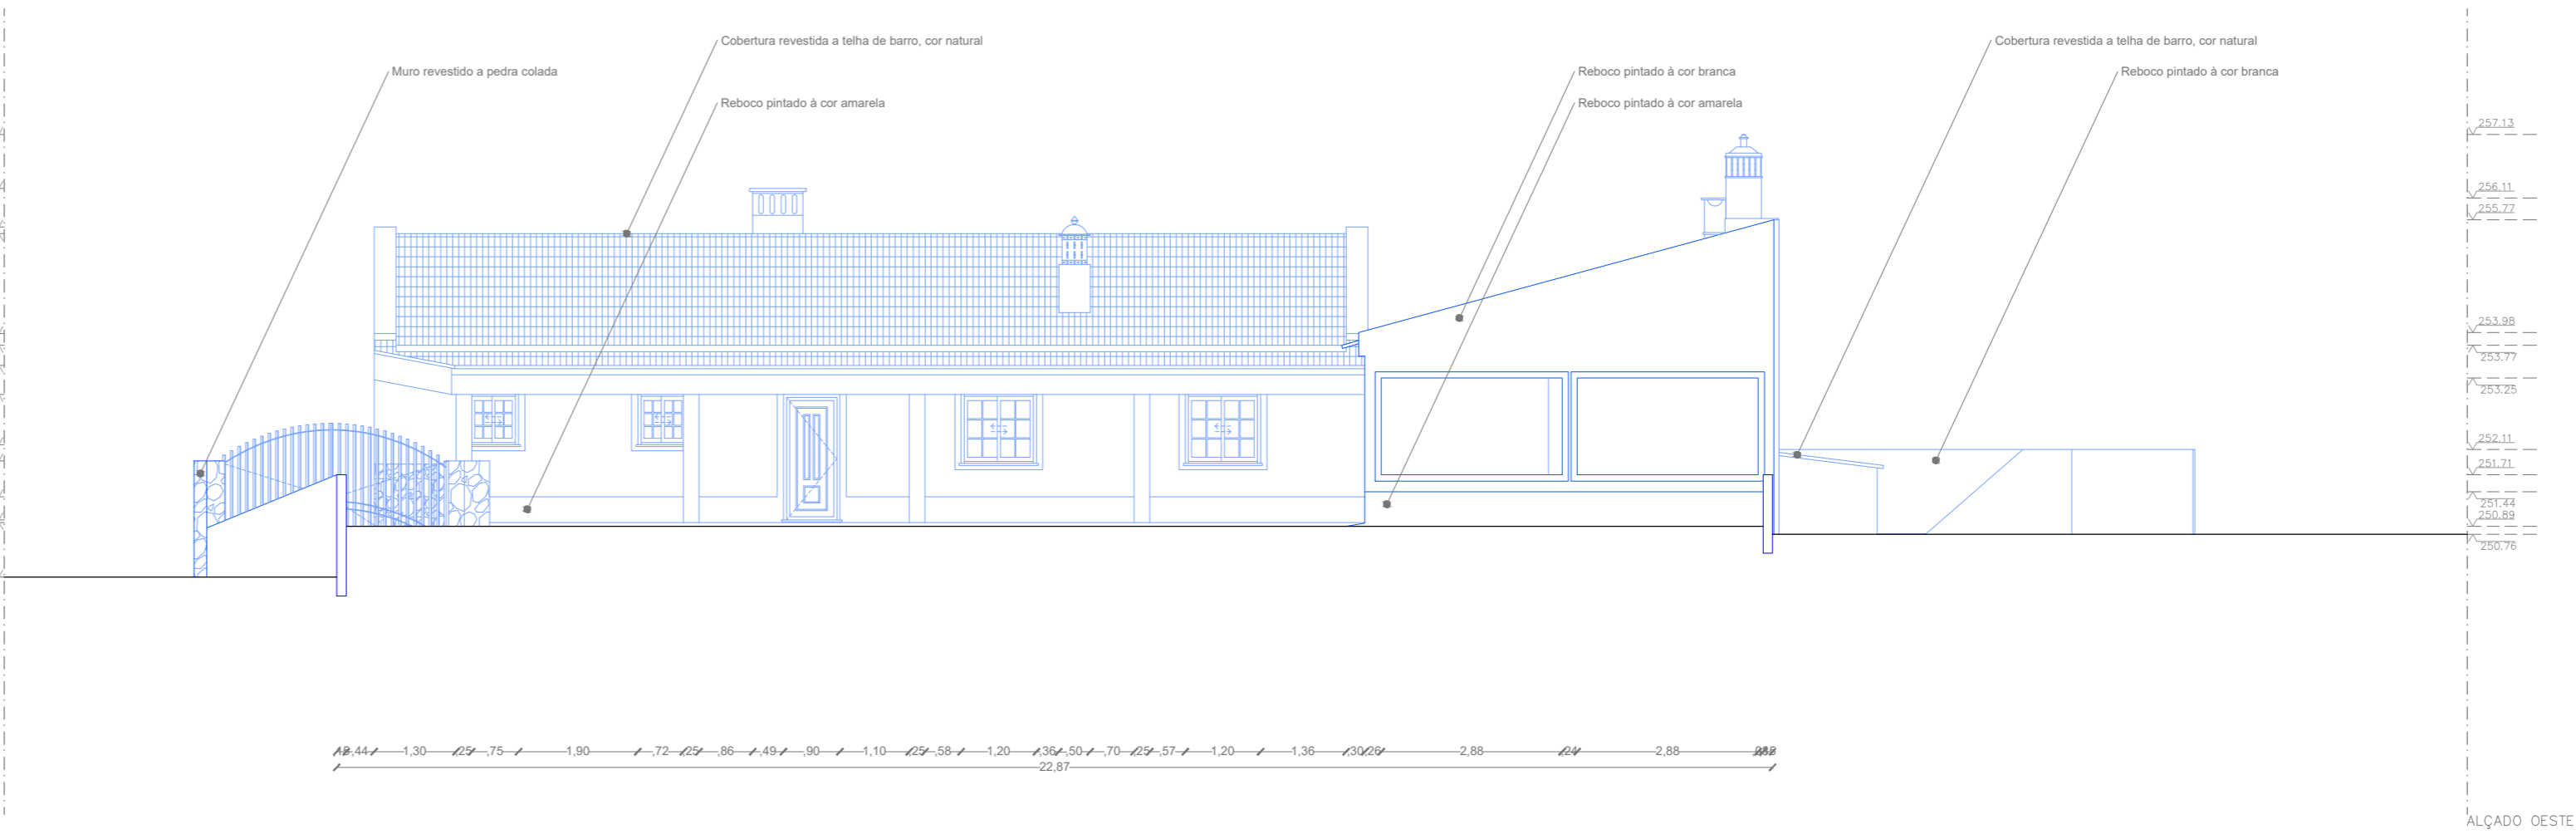 Cobertura revestida a telha de barro, cor natural
Cobertura revestida a telha de barro, cor natural
Muro revestido a pedra colada
Reboco pintado à cor branca
Reboco pintado à cor branca
Reboco pintado à cor amarela
Reboco pintado à cor amarela
257.13
256.11
255.77
253.98
253.77
253.25
252.11
251.71
251.44
250.89
250.76
,44 1,30 ,25 ,75 1,90 ,72 ,25 ,86 ,49 ,90 1,10 ,25 ,58 1,20 ,36 ,50 ,70 ,25 ,57 1,20 1,36 ,30 ,26 2,88 ,24 2,88
22,87
ALÇADO OESTE